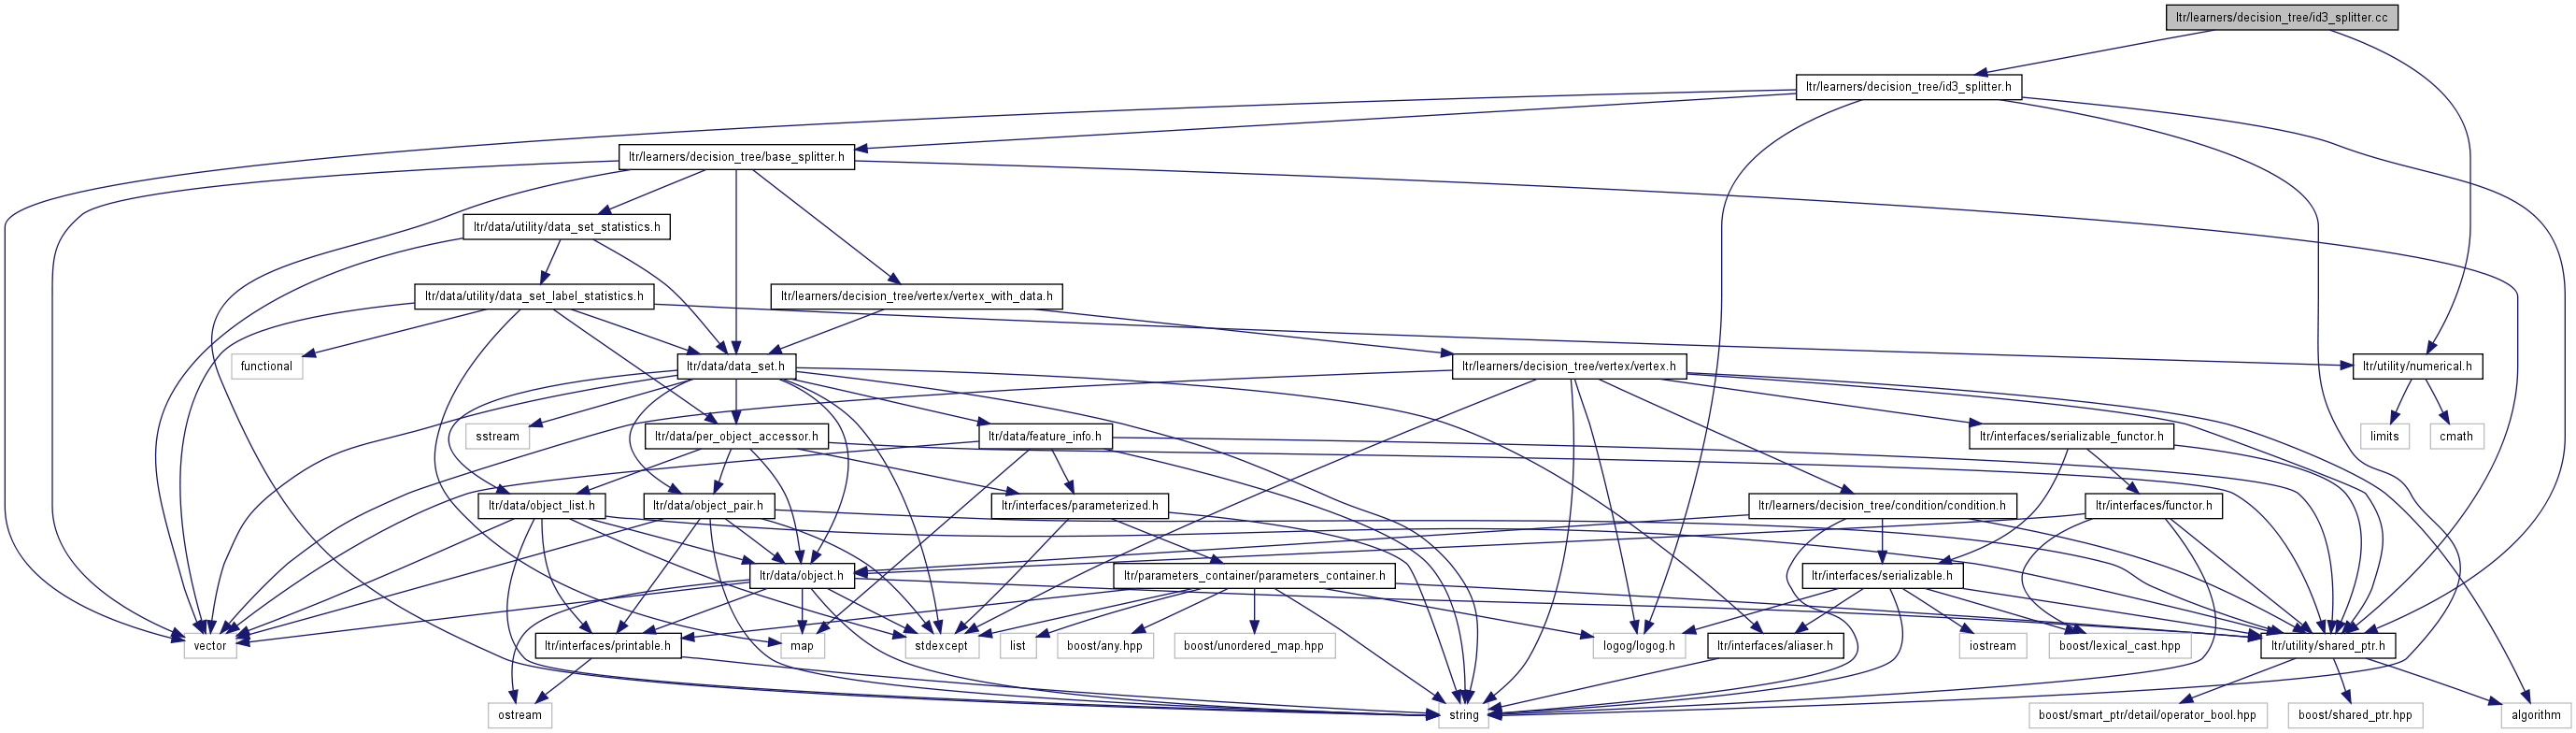 ltr/learners/decision_tree/id3_splitter.cc
ltr/learners/decision_tree/id3_splitter.h
ltr/learners/decision_tree/base_splitter.h
ltr/data/utility/data_set_statistics.h
ltr/data/utility/data_set_label_statistics.h
ltr/learners/decision_tree/vertex/vertex_with_data.h
functional
ltr/data/data_set.h
ltr/learners/decision_tree/vertex/vertex.h
ltr/utility/numerical.h
sstream
ltr/data/per_object_accessor.h
ltr/data/feature_info.h
ltr/interfaces/serializable_functor.h
limits
cmath
ltr/data/object_list.h
ltr/data/object_pair.h
ltr/interfaces/parameterized.h
ltr/learners/decision_tree/condition/condition.h
ltr/interfaces/functor.h
ltr/data/object.h
ltr/parameters_container/parameters_container.h
ltr/interfaces/serializable.h
vector
ltr/interfaces/printable.h
map
stdexcept
list
boost/any.hpp
boost/unordered_map.hpp
logog/logog.h
ltr/interfaces/aliaser.h
iostream
boost/lexical_cast.hpp
ltr/utility/shared_ptr.h
ostream
string
boost/smart_ptr/detail/operator_bool.hpp
boost/shared_ptr.hpp
algorithm